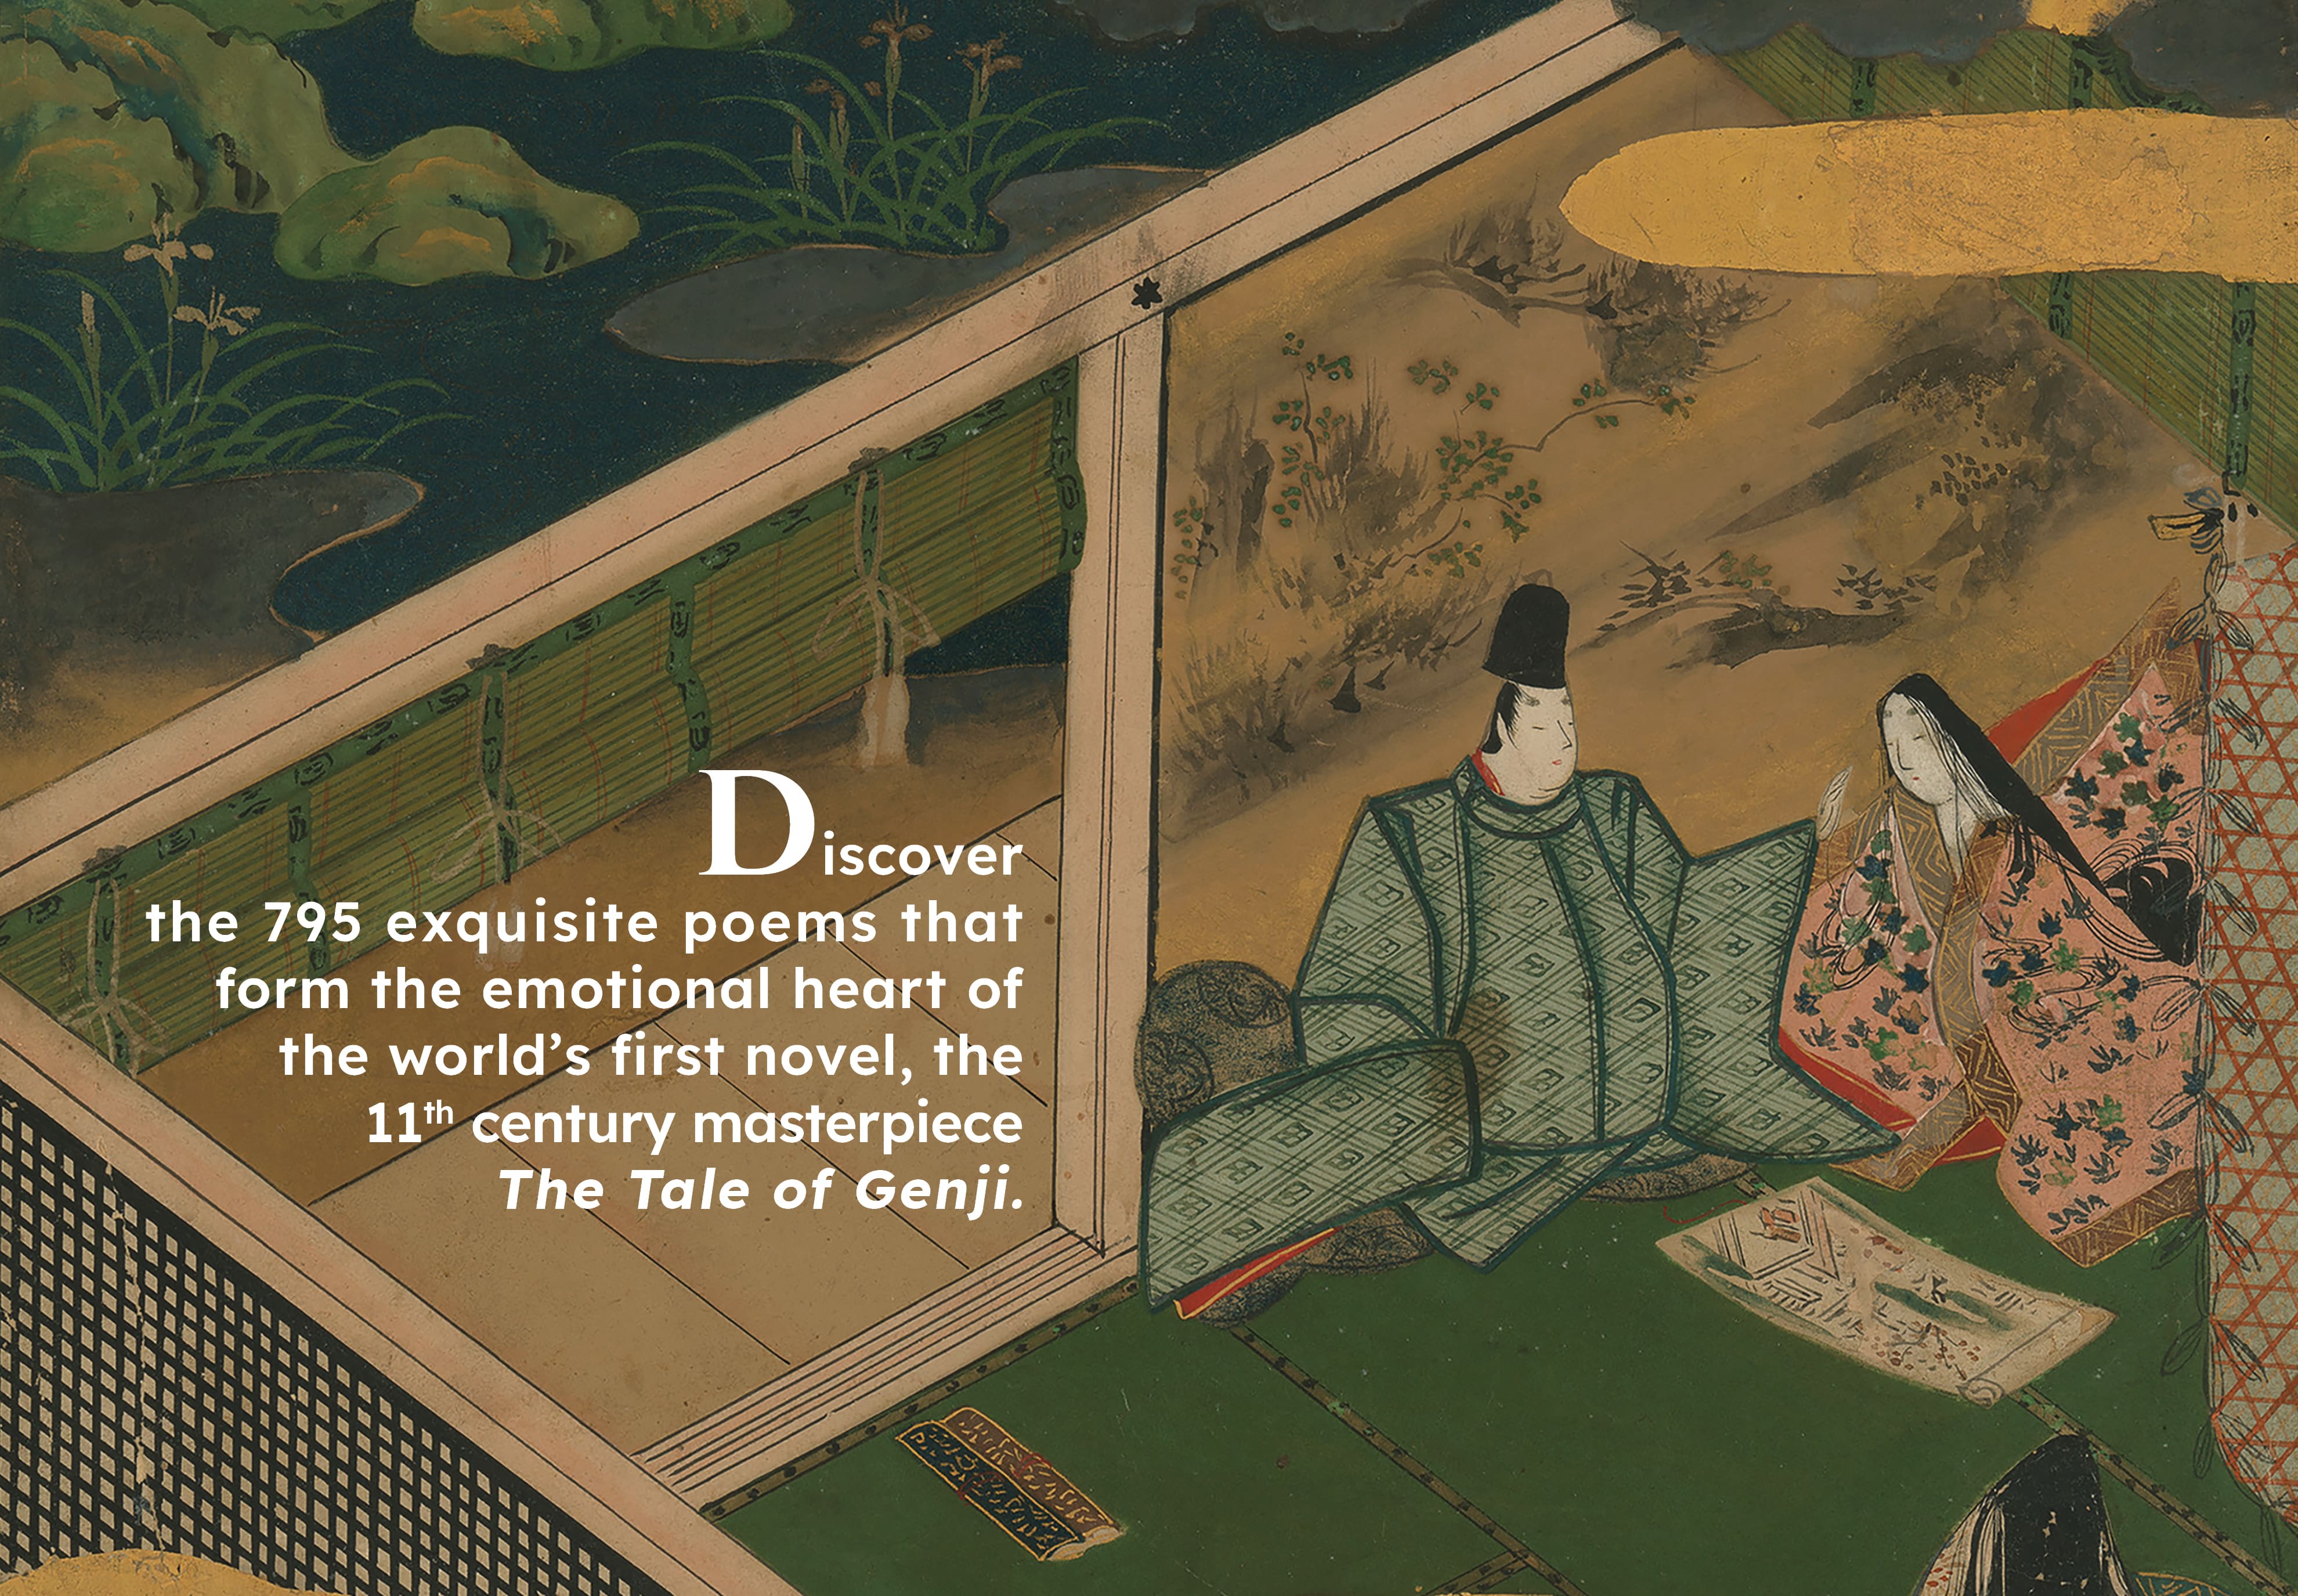 Discover
the 795 exquisite poems that
form the emotional heart of
the world’s first novel, the
11th century masterpiece
The Tale of Genji.